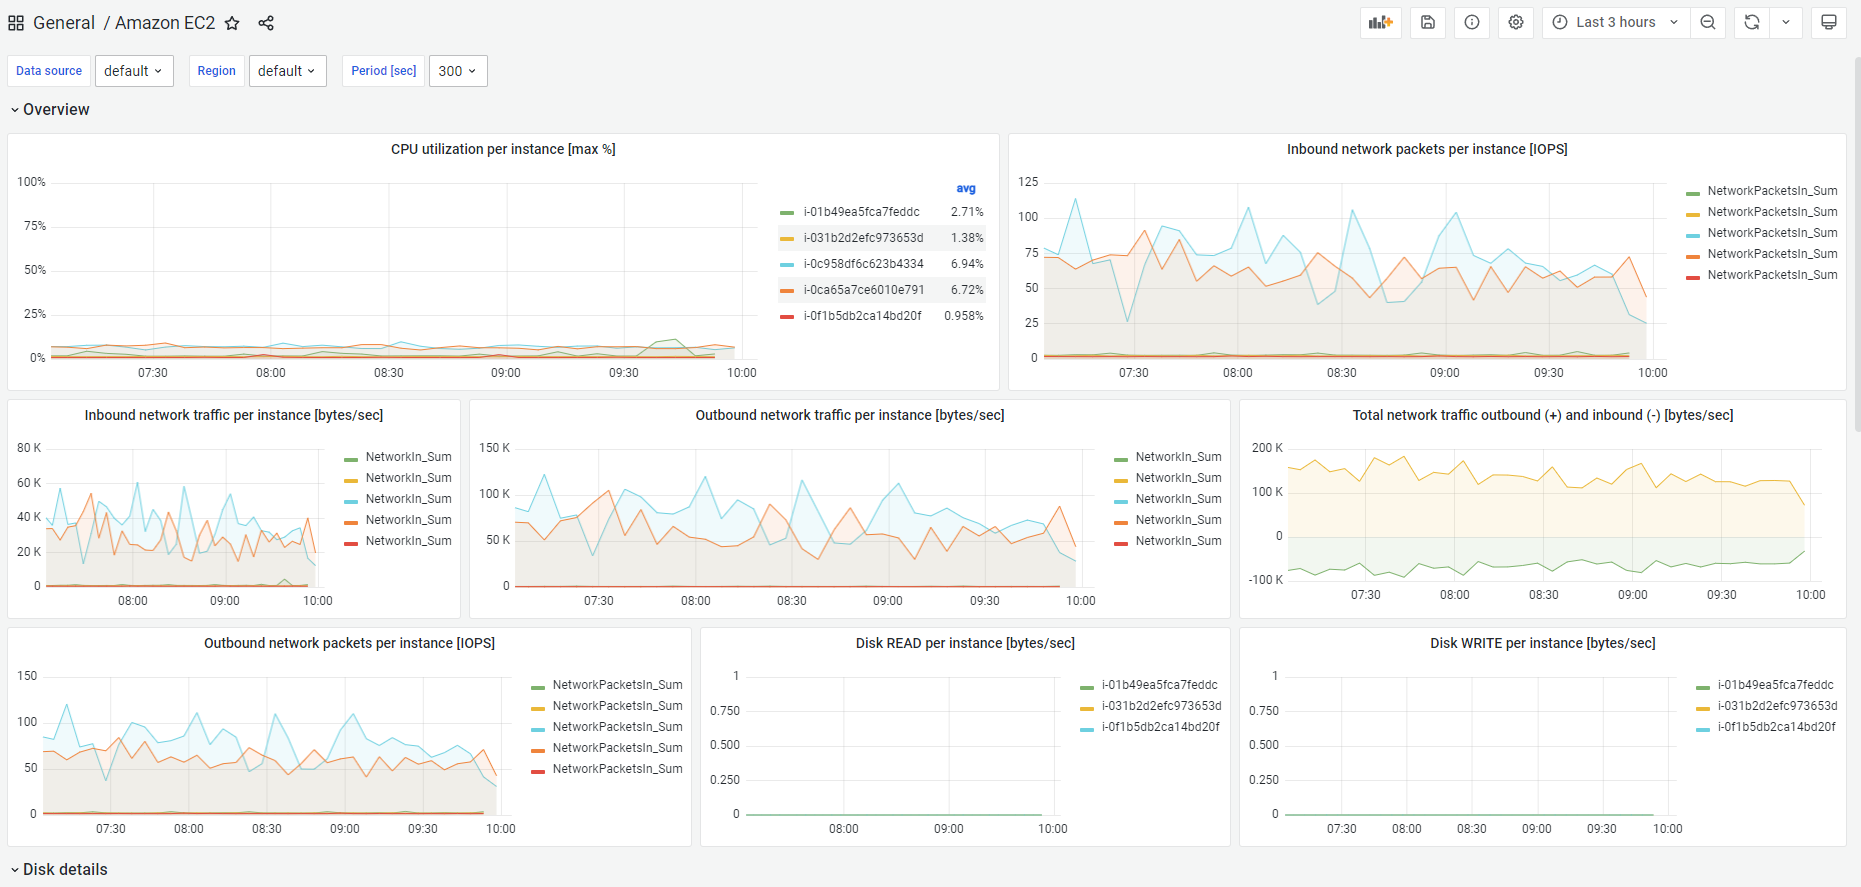 General / Amazon EC2
Last 3 hours
Data source default Region default Period [sec] 300
Overview
CPU utilization per instance [max %]
100%
75%
50%
25%
0%
07:30 08:00 08:30 09:00 09:30 10:00
avg
i-01b49ea5fca7feddc 2.71%
i-031b2d2efc973653d 1.38%
i-0c958df6c623b4334 6.94%
i-0ca65a7ce6010e791 6.72%
i-0f1b5db2ca14bd20f 0.958%
Inbound network packets per instance [IOPS]
125
100
75
50
25
0
07:30 08:00 08:30 09:00 09:30 10:00
NetworkPacketsIn_Sum
NetworkPacketsIn_Sum
NetworkPacketsIn_Sum
NetworkPacketsIn_Sum
NetworkPacketsIn_Sum
Inbound network traffic per instance [bytes/sec]
80 K
60 K
40 K
20 K
0
08:00 09:00 10:00
NetworkIn_Sum
NetworkIn_Sum
NetworkIn_Sum
NetworkIn_Sum
NetworkIn_Sum
Outbound network traffic per instance [bytes/sec]
150 K
100 K
50 K
0
07:30 08:00 08:30 09:00 09:30 10:00
NetworkIn_Sum
NetworkIn_Sum
NetworkIn_Sum
NetworkIn_Sum
NetworkIn_Sum
Total network traffic outbound (+) and inbound (-) [bytes/sec]
200 K
100 K
0
-100 K
07:30 08:00 08:30 09:00 09:30 10:00
Outbound network packets per instance [IOPS]
150
100
50
0
07:30 08:00 08:30 09:00 09:30 10:00
NetworkPacketsIn_Sum
NetworkPacketsIn_Sum
NetworkPacketsIn_Sum
NetworkPacketsIn_Sum
NetworkPacketsIn_Sum
Disk READ per instance [bytes/sec]
1
0.750
0.500
0.250
0
08:00 09:00 10:00
i-01b49ea5fca7feddc
i-031b2d2efc973653d
i-0f1b5db2ca14bd20f
Disk WRITE per instance [bytes/sec]
1
0.750
0.500
0.250
0
07:30 08:00 08:30 09:00 09:30 10:00
i-01b49ea5fca7feddc
i-031b2d2efc973653d
i-0f1b5db2ca14bd20f
Disk details